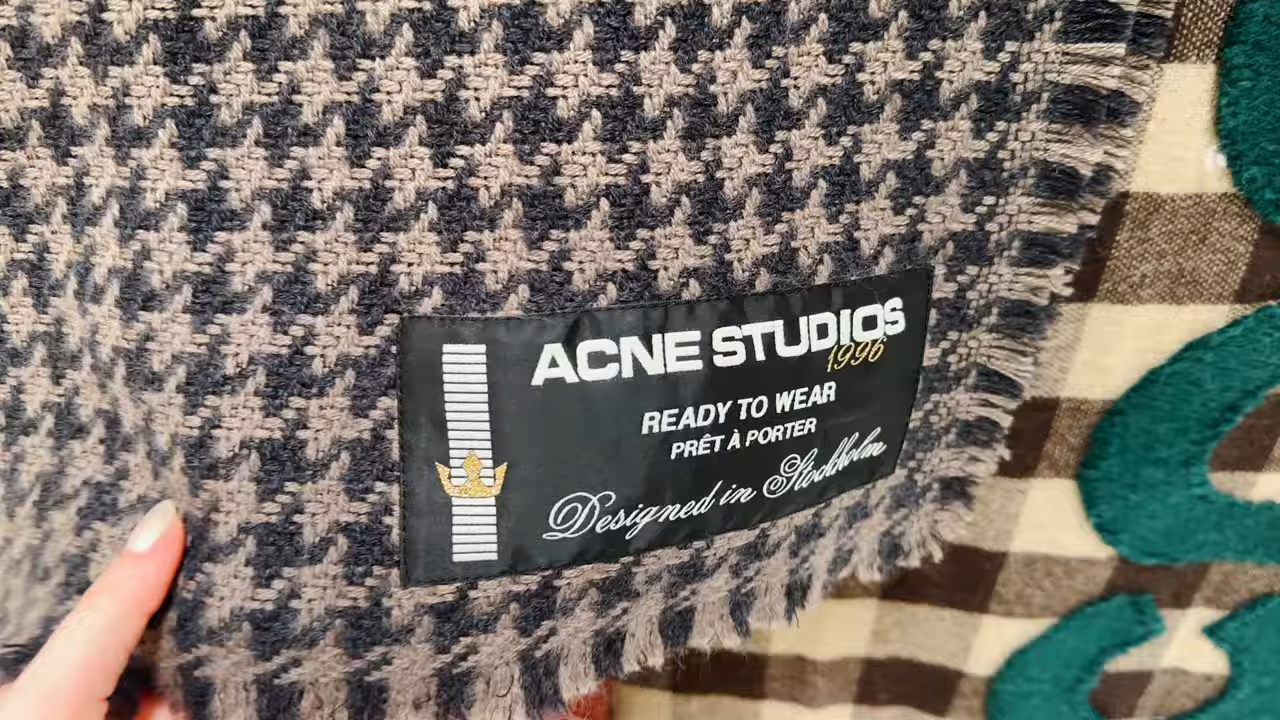 ACNE STUDIOS
1996
READY TO WEAR
PRÊT À PORTER
Designed in Stockholm